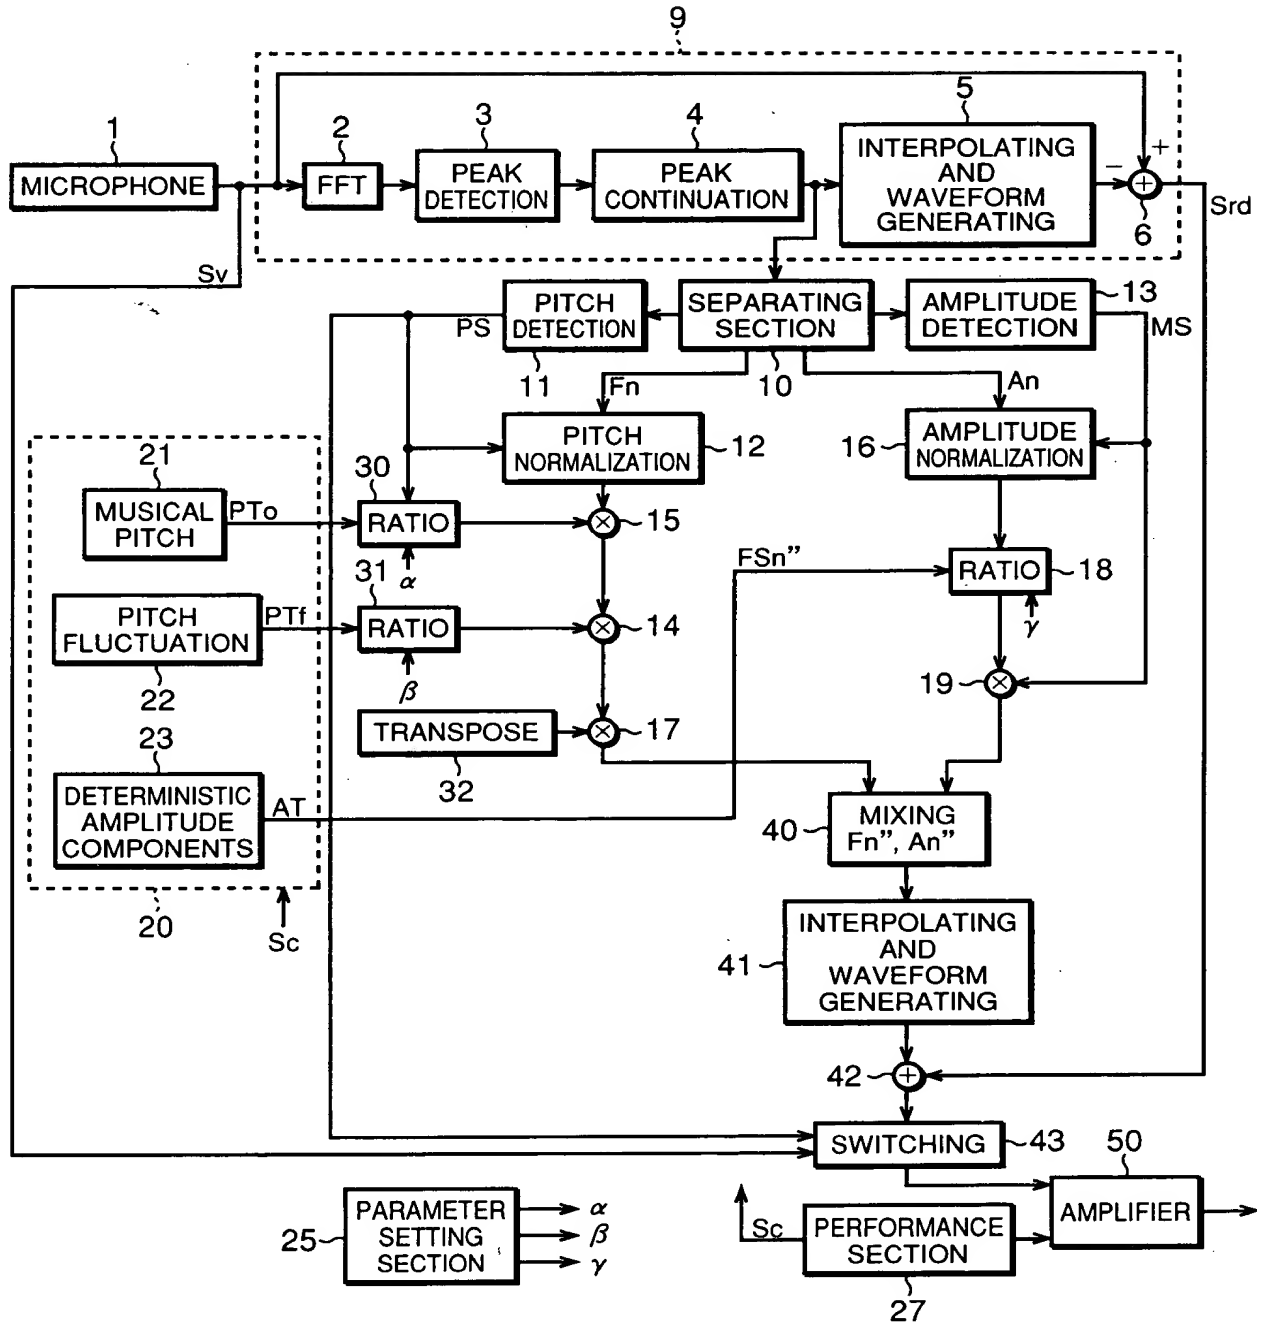 9
1
MICROPHONE
2
FFT
3
PEAK
DETECTION
4
PEAK
CONTINUATION
5
INTERPOLATING
AND
WAVEFORM
GENERATING
−
+
+
6
Srd
Sv
PS
PITCH
DETECTION
11
SEPARATING
SECTION
10
AMPLITUDE
DETECTION
13
MS
Fn
An
PITCH
NORMALIZATION
12
16
AMPLITUDE
NORMALIZATION
21
MUSICAL
PITCH
PTo
30
RATIO
α
×
15
FSn”
RATIO
18
γ
PITCH
FLUCTUATION
22
PTf
31
RATIO
β
×
14
19
×
TRANSPOSE
32
×
17
23
DETERMINISTIC
AMPLITUDE
COMPONENTS
AT
20
Sc
40
MIXING
Fn”, An”
41
INTERPOLATING
AND
WAVEFORM
GENERATING
42
+
SWITCHING
43
50
AMPLIFIER
25
PARAMETER
SETTING
SECTION
α
β
γ
Sc
PERFORMANCE
SECTION
27